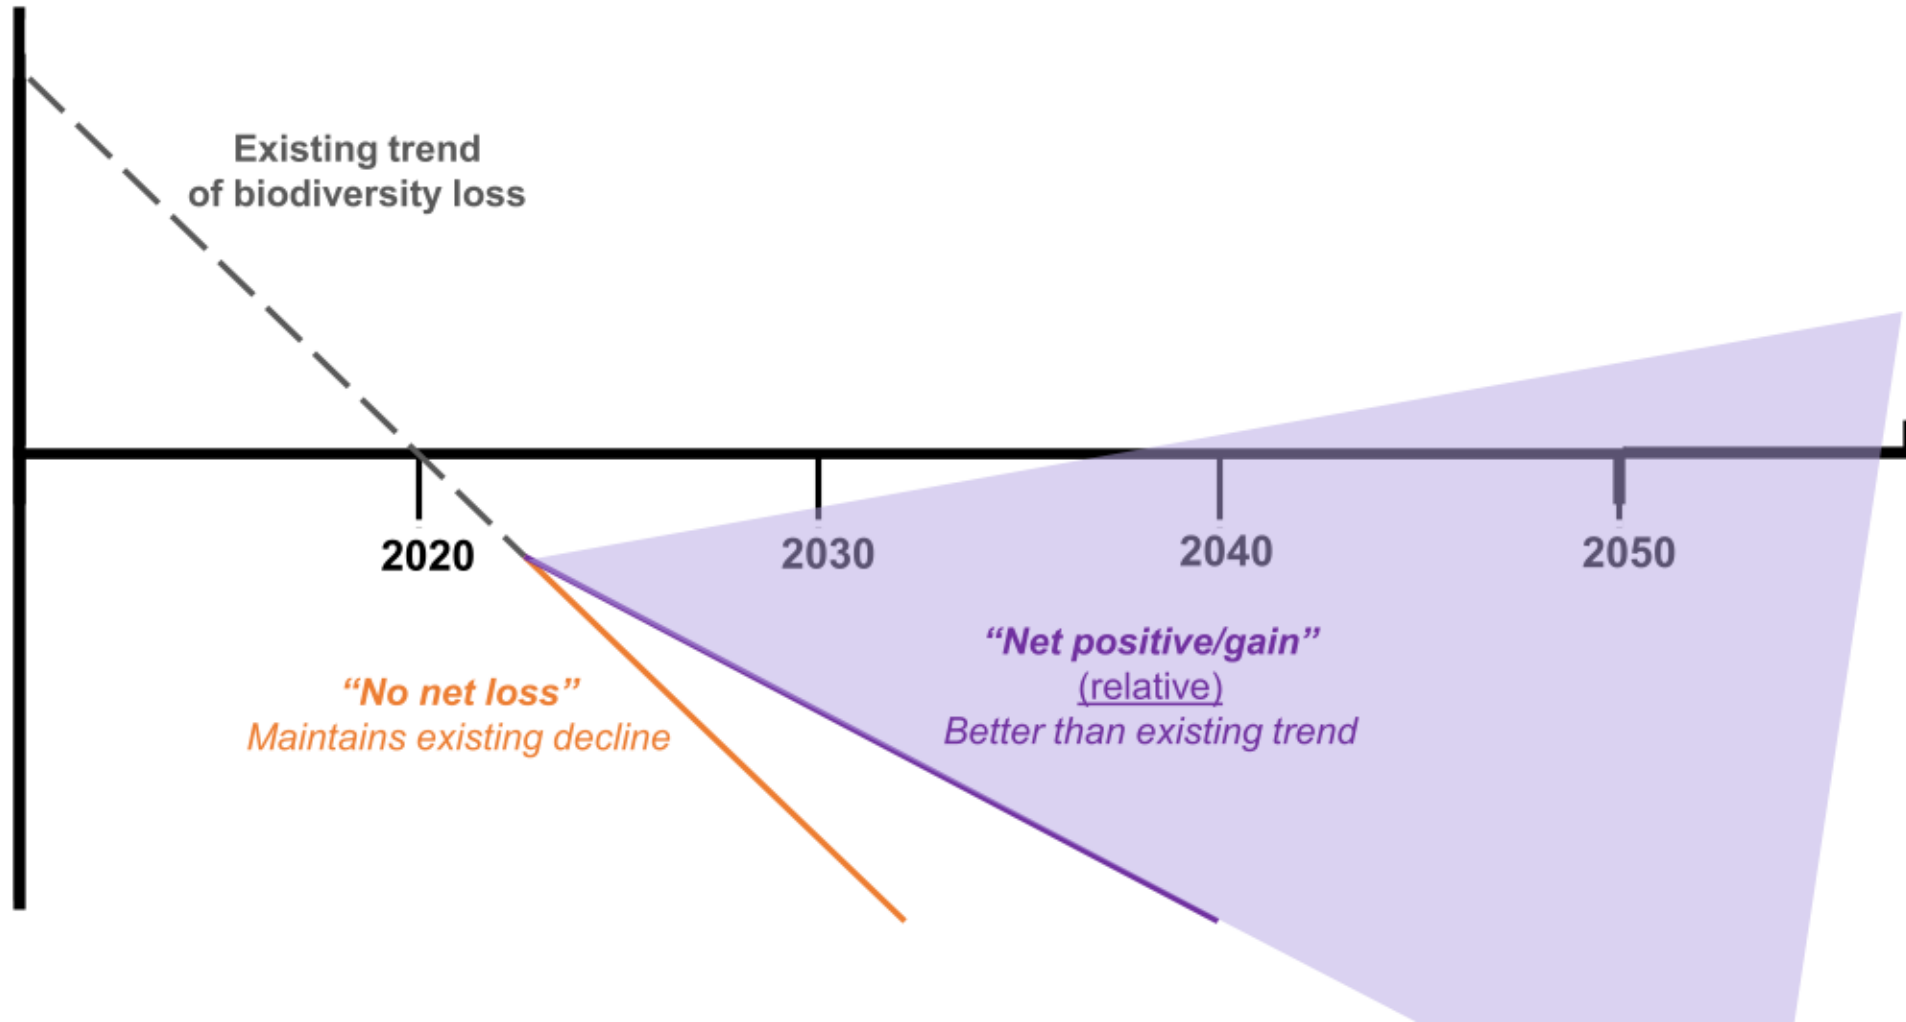 Existing trend
of biodiversity loss
2020
2030
2040
2050
“No net loss”
Maintains existing decline
“Net positive/gain”
(relative)
Better than existing trend